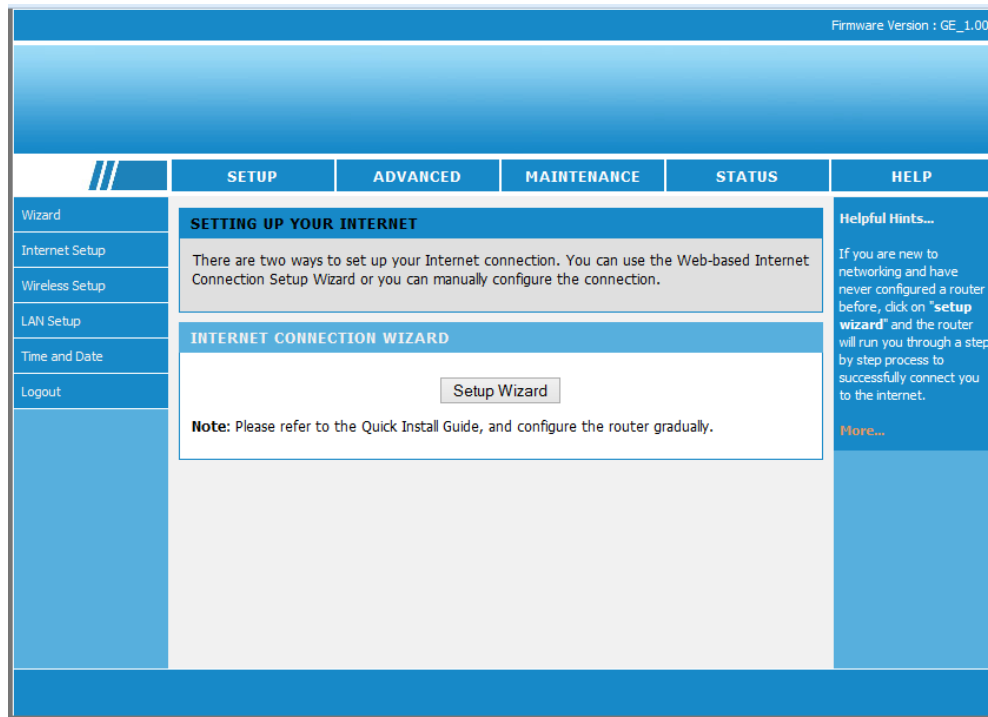 Firmware Version : GE_1.00
SETUP
ADVANCED
MAINTENANCE
STATUS
HELP
Wizard
Internet Setup
Wireless Setup
LAN Setup
Time and Date
Logout
SETTING UP YOUR INTERNET
There are two ways to set up your Internet connection. You can use the Web-based Internet
Connection Setup Wizard or you can manually configure the connection.
INTERNET CONNECTION WIZARD
Setup Wizard
Note: Please refer to the Quick Install Guide, and configure the router gradually.
Helpful Hints...
If you are new to
networking and have
never configured a router
before, click on "setup
wizard" and the router
will run you through a step
by step process to
successfully connect you
to the internet.
More...